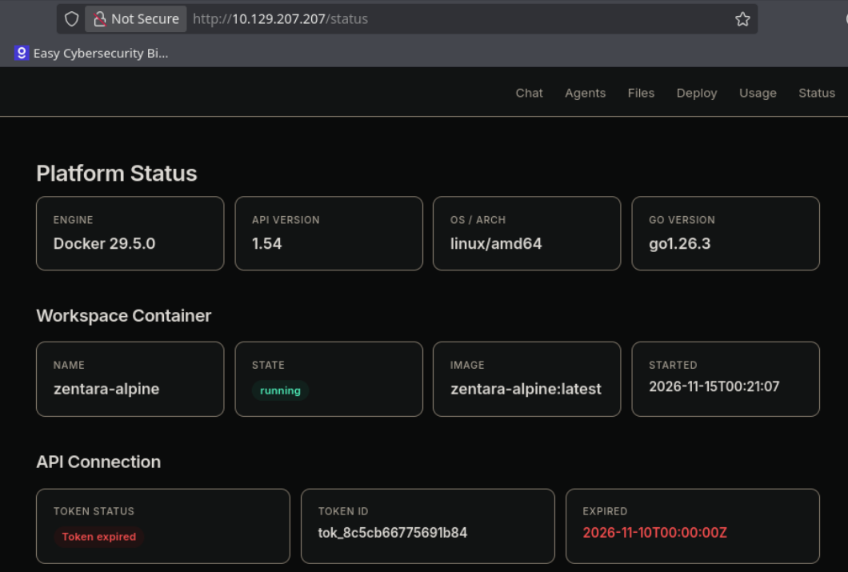 Not Secure http://10.129.207.207/status
Easy Cybersecurity Bi...
Chat Agents Files Deploy Usage Status
Platform Status
ENGINE API VERSION OS / ARCH GO VERSION
Docker 29.5.0 1.54 linux/amd64 go1.26.3
Workspace Container
NAME STATE IMAGE STARTED
zentara-alpine running zentara-alpine:latest 2026-11-15T00:21:07
API Connection
TOKEN STATUS TOKEN ID EXPIRED
Token expired tok_8c5cb66775691b84 2026-11-10T00:00:00Z